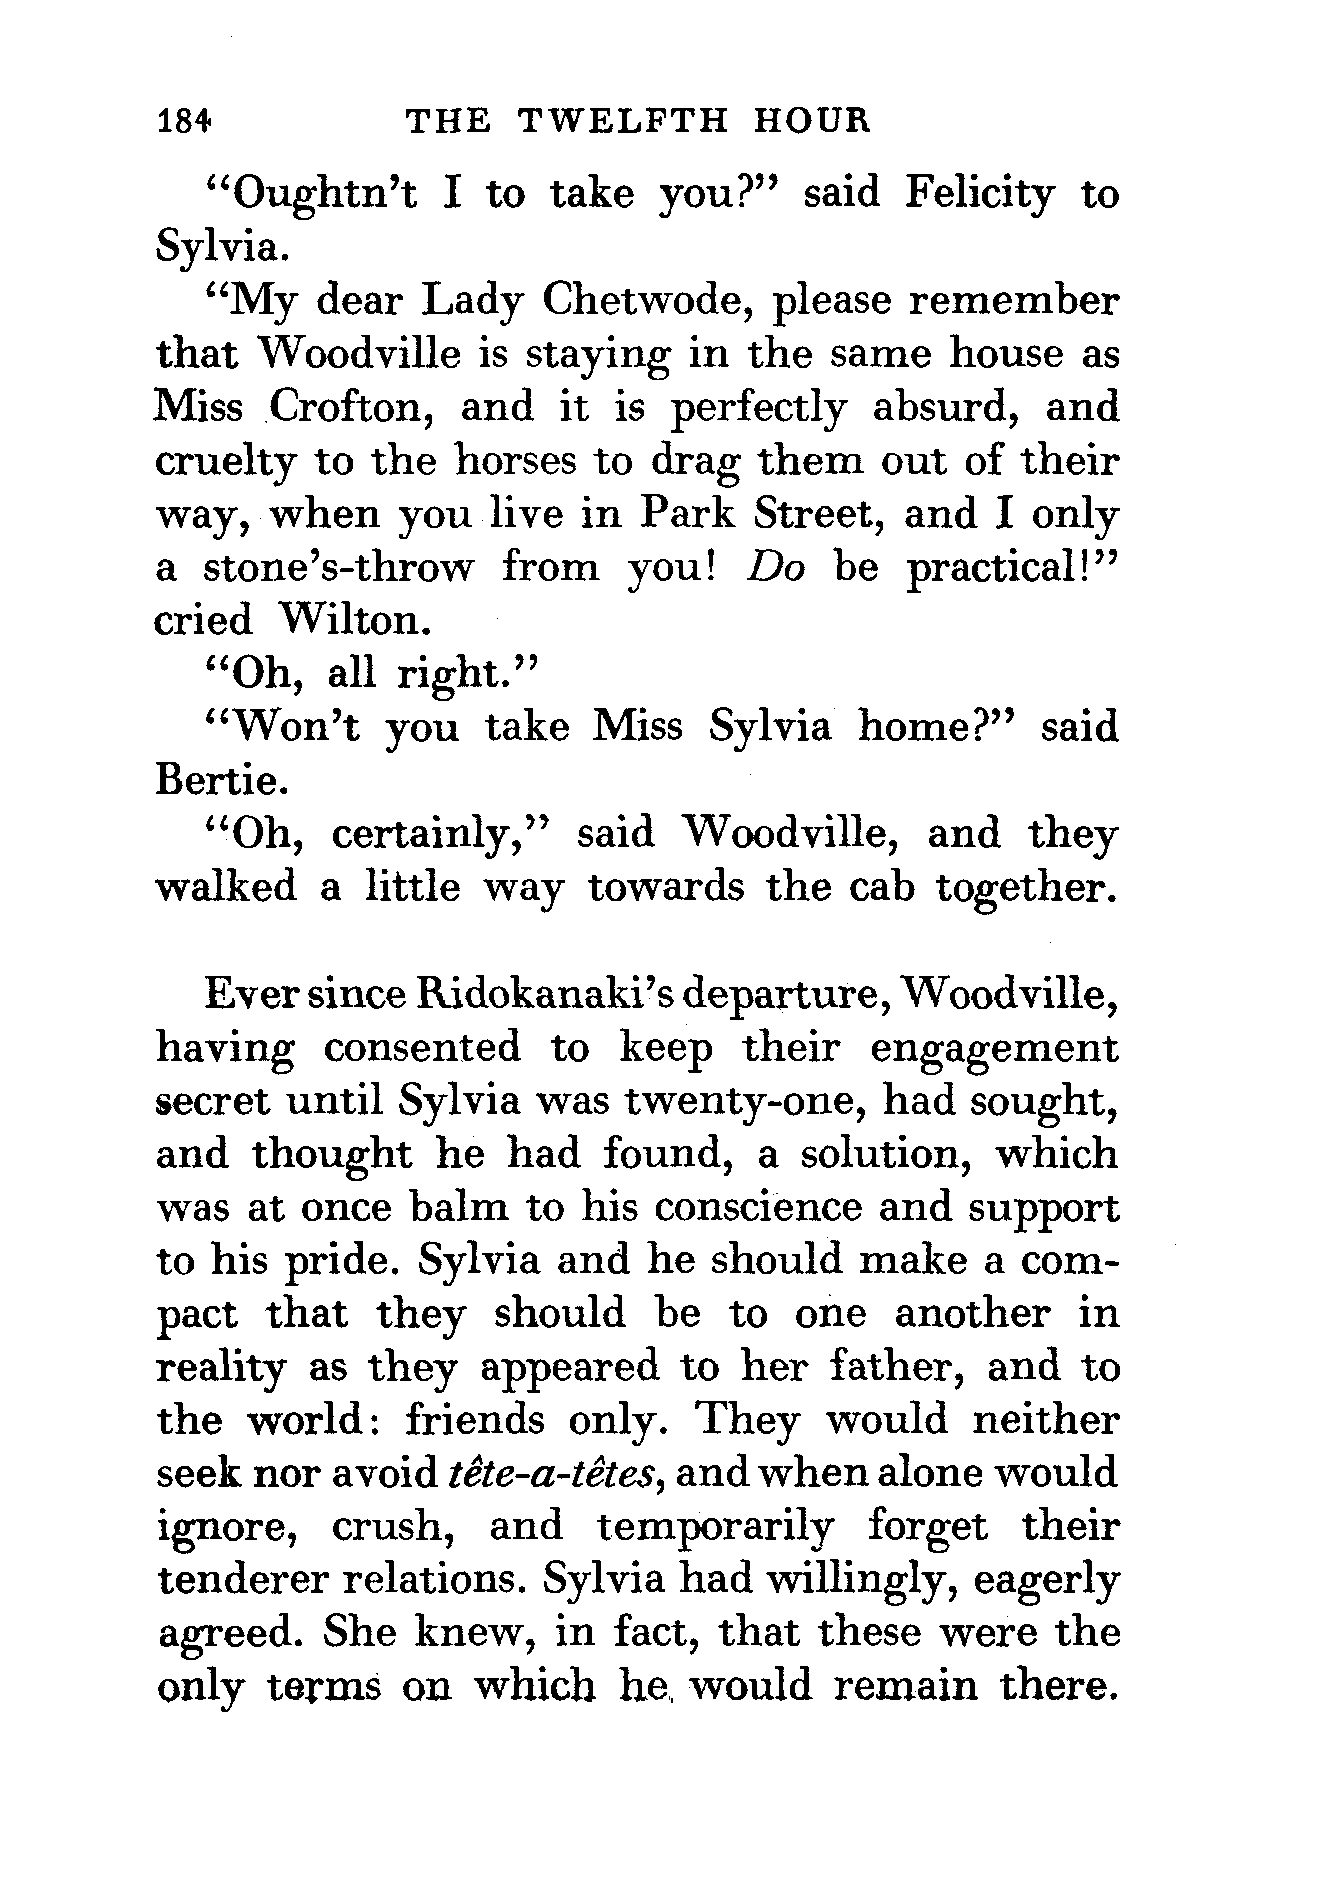 184 THE TWELFTH HOUR
"Oughtn't I to take you?" said Felicity to
Sylvia.
"My dear Lady Chetwode, please remember
that Woodville is staying in the same house as
Miss Crofton, and it is perfectly absurd, and
cruelty to the horses to drag them out of their
way, when you live in Park Street, and I only
a stone's-throw from you! Do be practical!"
cried Wilton.
"Oh, all right."
"Won't you take Miss Sylvia home?" said
Bertie.
"Oh, certainly," said Woodville, and they
walked a little way towards the cab together.
Ever since Ridokanaki's departure, Woodville,
having consented to keep their engagement
secret until Sylvia was twenty-one, had sought,
and thought he had found, a solution, which
was at once balm to his conscience and support
to his pride. Sylvia and he should make a com-
pact that they should be to one another in
reality as they appeared to her father, and to
the world: friends only. They would neither
seek nor avoid tête-a-têtes, and when alone would
ignore, crush, and temporarily forget their
tenderer relations. Sylvia had willingly, eagerly
agreed. She knew, in fact, that these were the
only terms on which he would remain there.